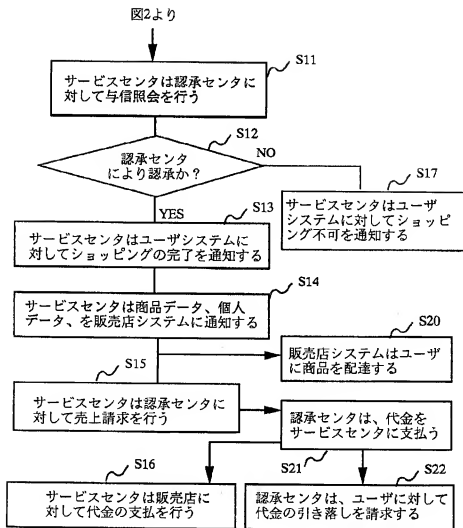 図2より
S11
サービスセンタは認承センタに
対して与信照会を行う
S12
認承センタ
により認承か？
NO
S17
サービスセンタはユーザ
システムに対してショッピ
ング不可を通知する
YES
S13
サービスセンタはユーザシステムに
対してショッピングの完了を通知する
S14
サービスセンタは商品データ、個人
データ、を販売店システムに通知する
S20
販売店システムはユーザ
に商品を配達する
S15
サービスセンタは認承センタに
対して売上請求を行う
認承センタは、代金を
サービスセンタに支払う
S21
S16
サービスセンタは販売店に
対して代金の支払を行う
S22
認承センタは、ユーザに対して
代金の引き落しを請求する